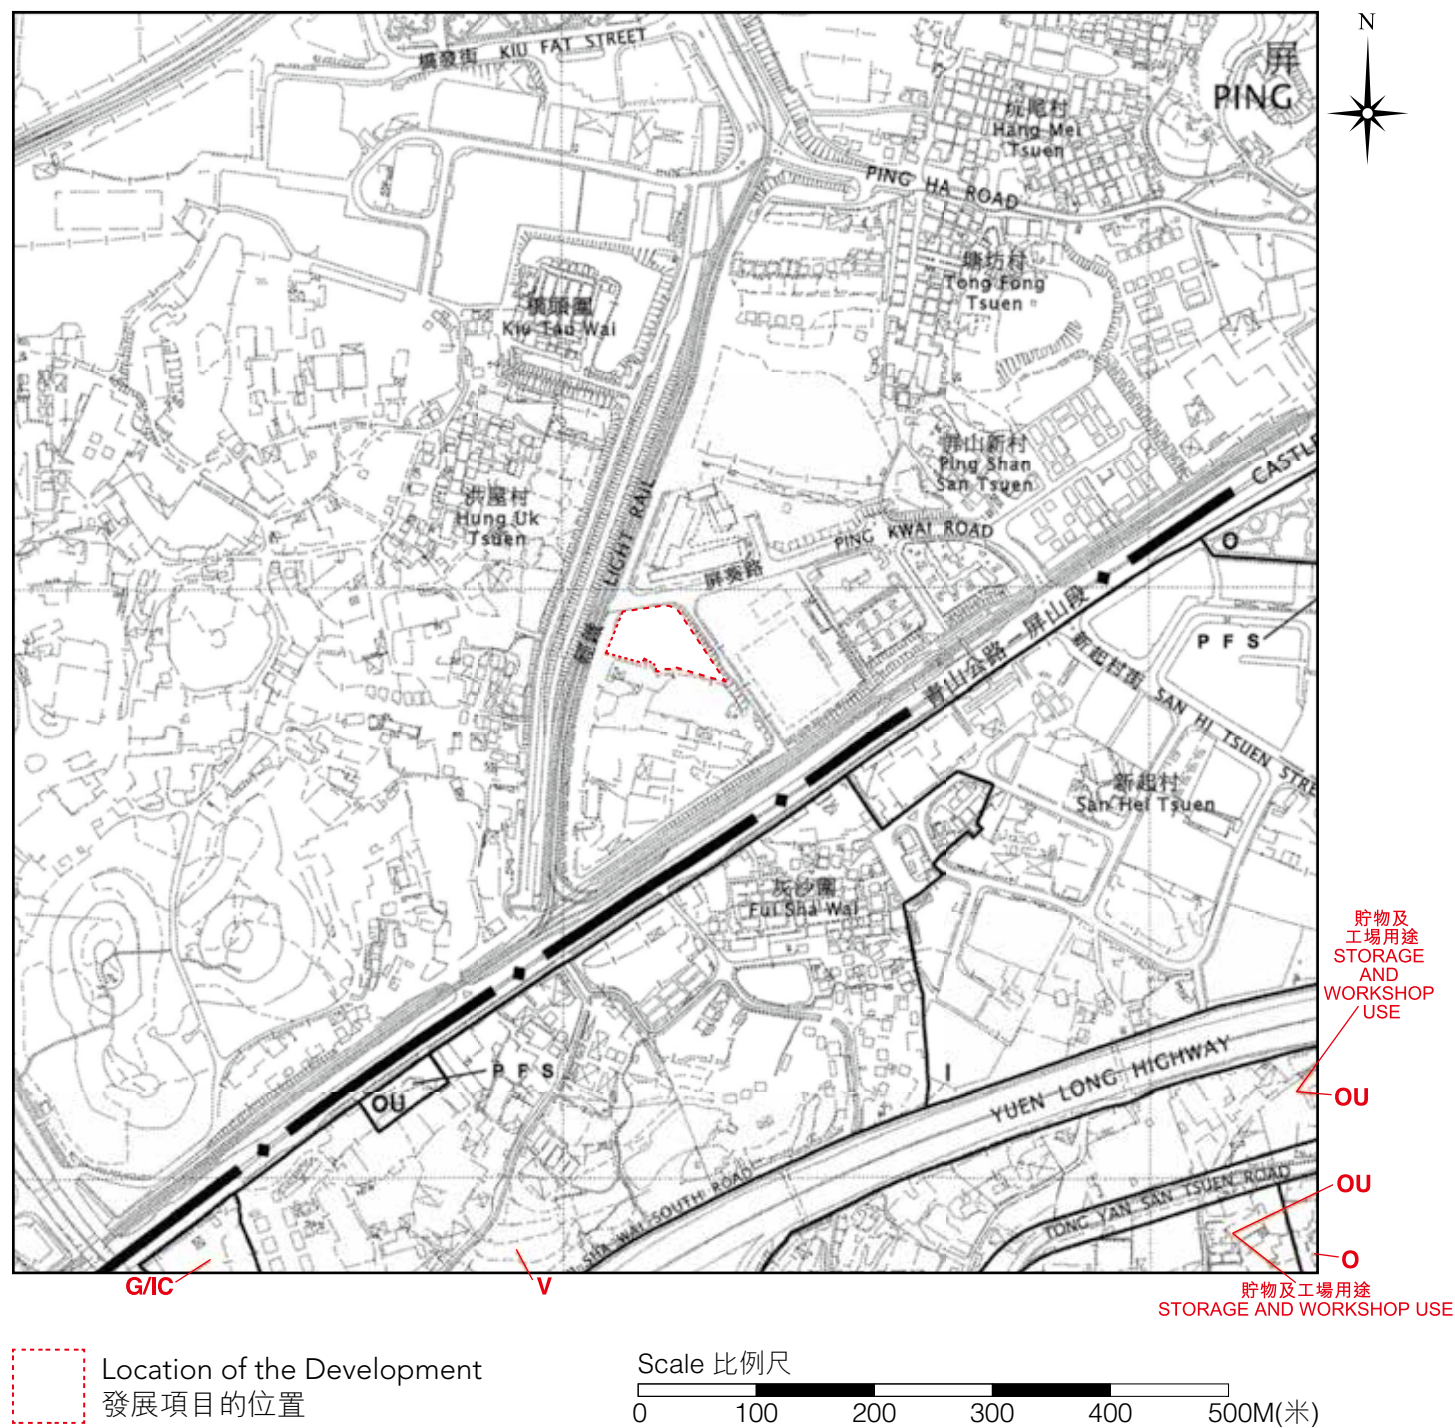 橋發街 KIU FAT STREET
屏
PING
N
坑尾村
Hang Mei
Tsuen
PING HA ROAD
塘坊村
Tong Fong
Tsuen
橋頭圍
Kiu Tau Wai
屏山新村
Ping Shan
San Tsuen
洪屋村
Hung Uk
Tsuen
輕鐵 LIGHT RAIL
PING KWAI ROAD
屏葵路
CASTLE
青山公路－屏山段
O
P F S
新起村街 SAN HI TSUEN STRE
新起村
San Hei Tsuen
灰沙圍
Fui Sha Wai
貯物及
工場用途
STORAGE
AND
WORKSHOP
USE
P F S
OU
I
YUEN LONG HIGHWAY
OU
SHA WAI SOUTH ROAD
TONG YAN SAN TSUEN ROAD
OU
O
G/IC
V
貯物及工場用途
STORAGE AND WORKSHOP USE
Location of the Development
發展項目的位置
Scale 比例尺
0 100 200 300 400 500M(米)